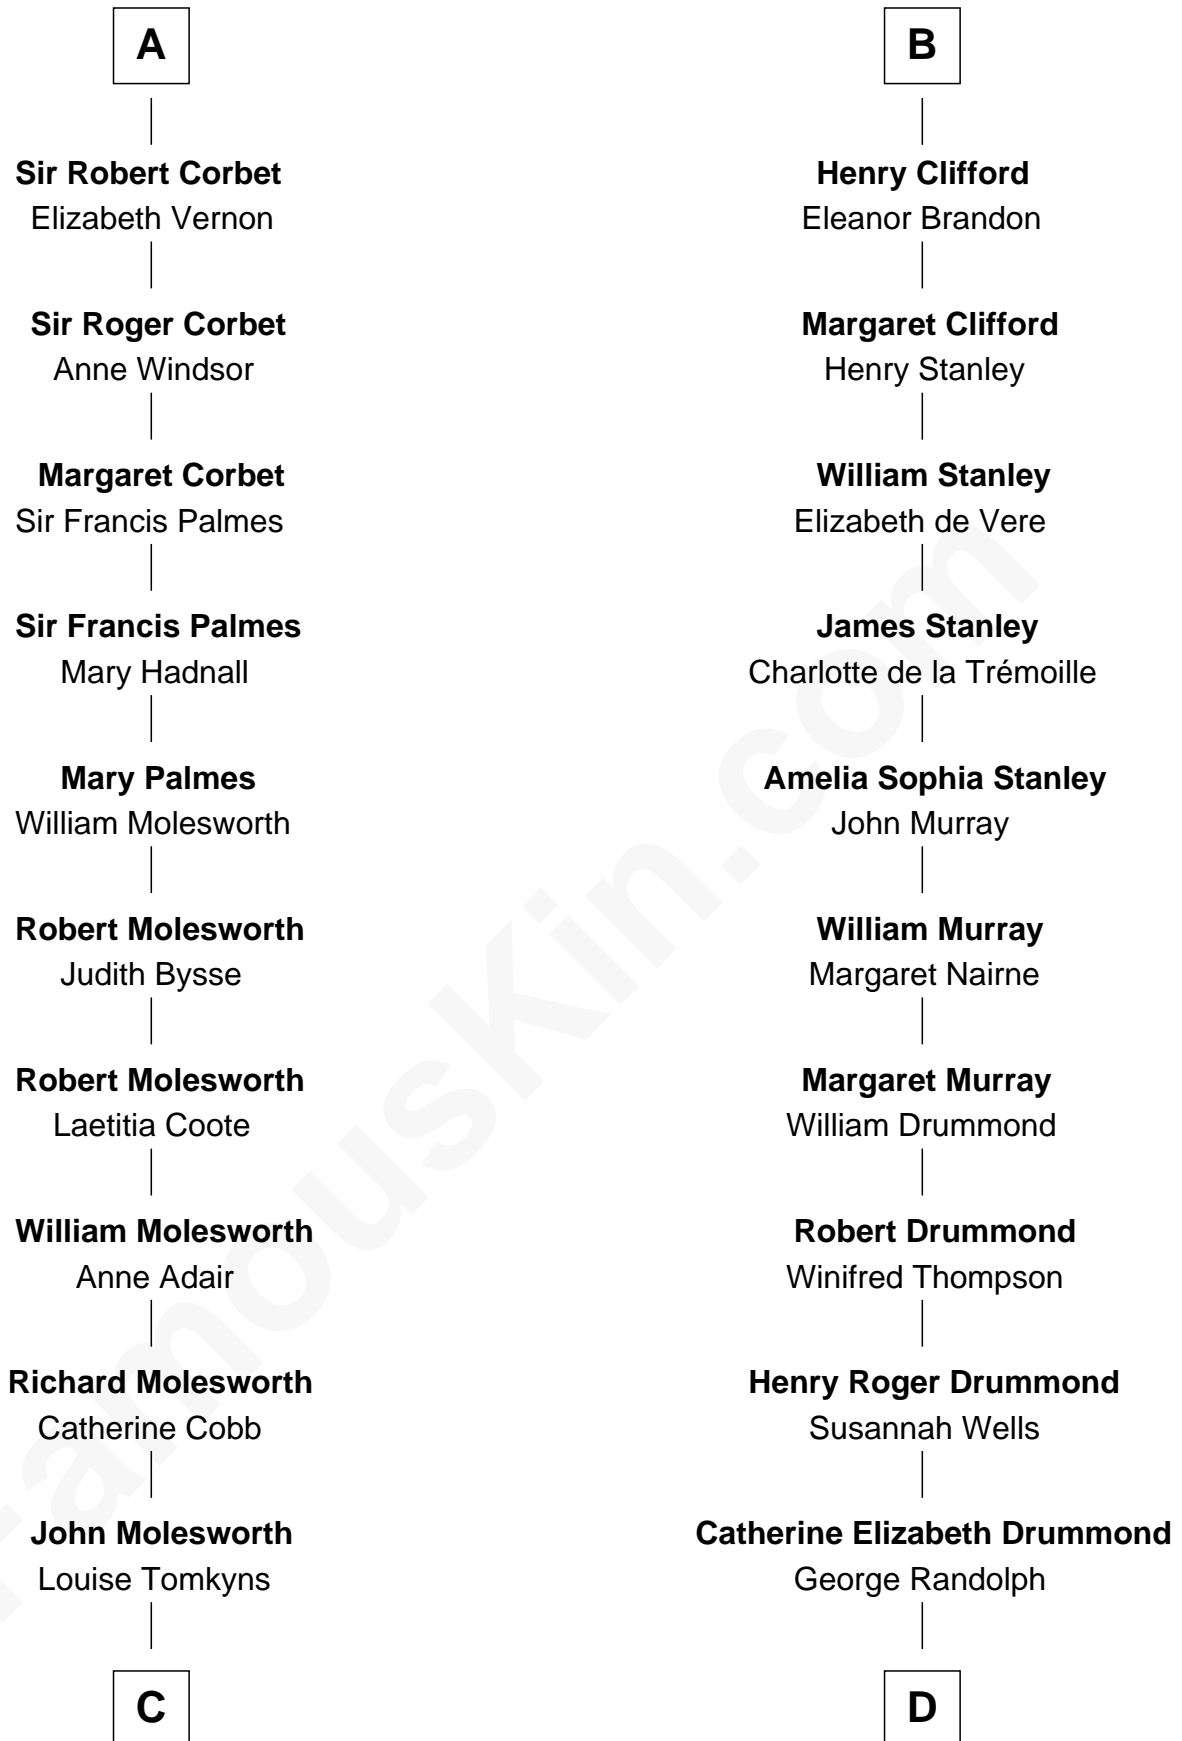 A
Sir Robert Corbet
Elizabeth Vernon
Sir Roger Corbet
Anne Windsor
Margaret Corbet
Sir Francis Palmes
Sir Francis Palmes
Mary Hadnall
Mary Palmes
William Molesworth
Robert Molesworth
Judith Bysse
Robert Molesworth
Laetitia Coote
William Molesworth
Anne Adair
Richard Molesworth
Catherine Cobb
John Molesworth
Louise Tomkyns
C
B
Henry Clifford
Eleanor Brandon
Margaret Clifford
Henry Stanley
William Stanley
Elizabeth de Vere
James Stanley
Charlotte de la Trémoille
Amelia Sophia Stanley
John Murray
William Murray
Margaret Nairne
Margaret Murray
William Drummond
Robert Drummond
Winifred Thompson
Henry Roger Drummond
Susannah Wells
Catherine Elizabeth Drummond
George Randolph
D
FamousKin.com